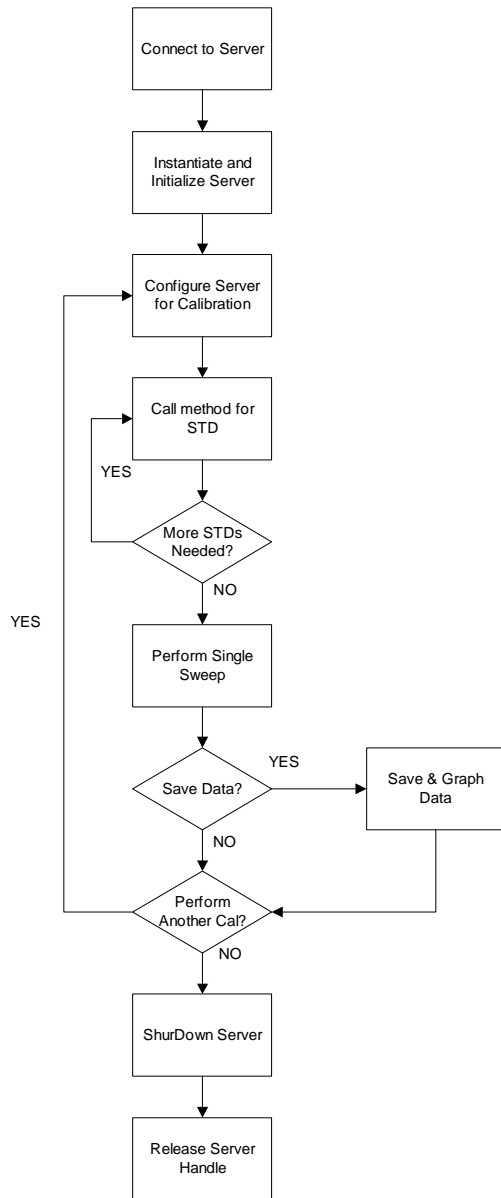 Connect to Server
Instantiate and
Initialize Server
Configure Server
for Calibration
Call method for
STD
YES
More STDs
Needed?
NO
YES
Perform Single
Sweep
YES
Save Data?
Save & Graph
Data
NO
Perform
Another Cal?
NO
ShurDown Server
Release Server
Handle